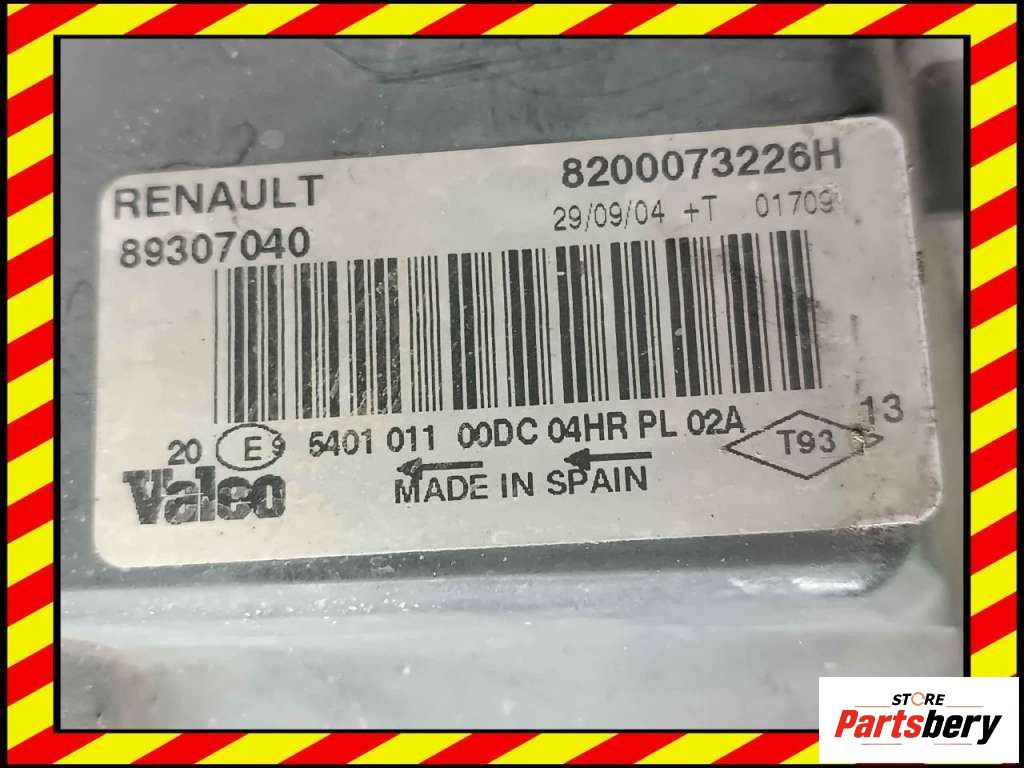 RENAULT 8200073226H
89307040 29/09/04 +T 01709
20 E9 5401 011 00DC 04HR PL 02A T93 13
Valeo MADE IN SPAIN
STORE
Partsbery